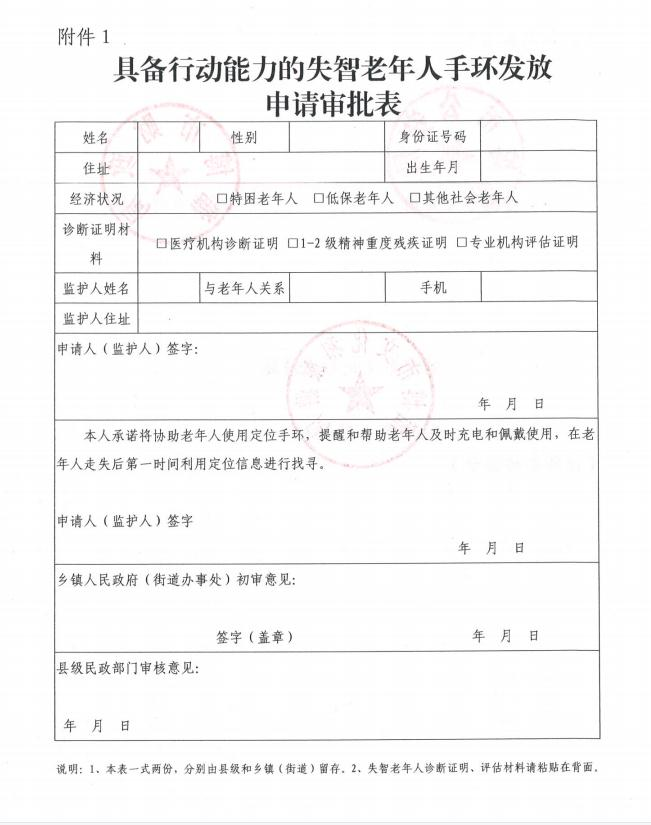 附件 1
具备行动能力的失智老年人手环发放
申请审批表
姓名 性别 身份证号码
住址 出生年月
经济状况 □特困老年人 □低保老年人 □其他社会老年人
诊断证明材
料
□医疗机构诊断证明 □1-2 级精神重度残疾证明 □专业机构评估证明
监护人姓名 与老年人关系 手机
监护人住址
申请人（监护人）签字：
年 月 日
本人承诺将协助老年人使用定位手环，提醒和帮助老年人及时充电和佩戴使用，在老
年人走失后第一时间利用定位信息进行找寻。
申请人（监护人）签字
年 月 日
乡镇人民政府（街道办事处）初审意见：
签字（盖章） 年 月 日
县级民政部门审核意见：
年 月 日
说明：1、本表一式两份，分别由县级和乡镇（街道）留存。2、失智老年人诊断证明、评估材料请粘贴在背面。